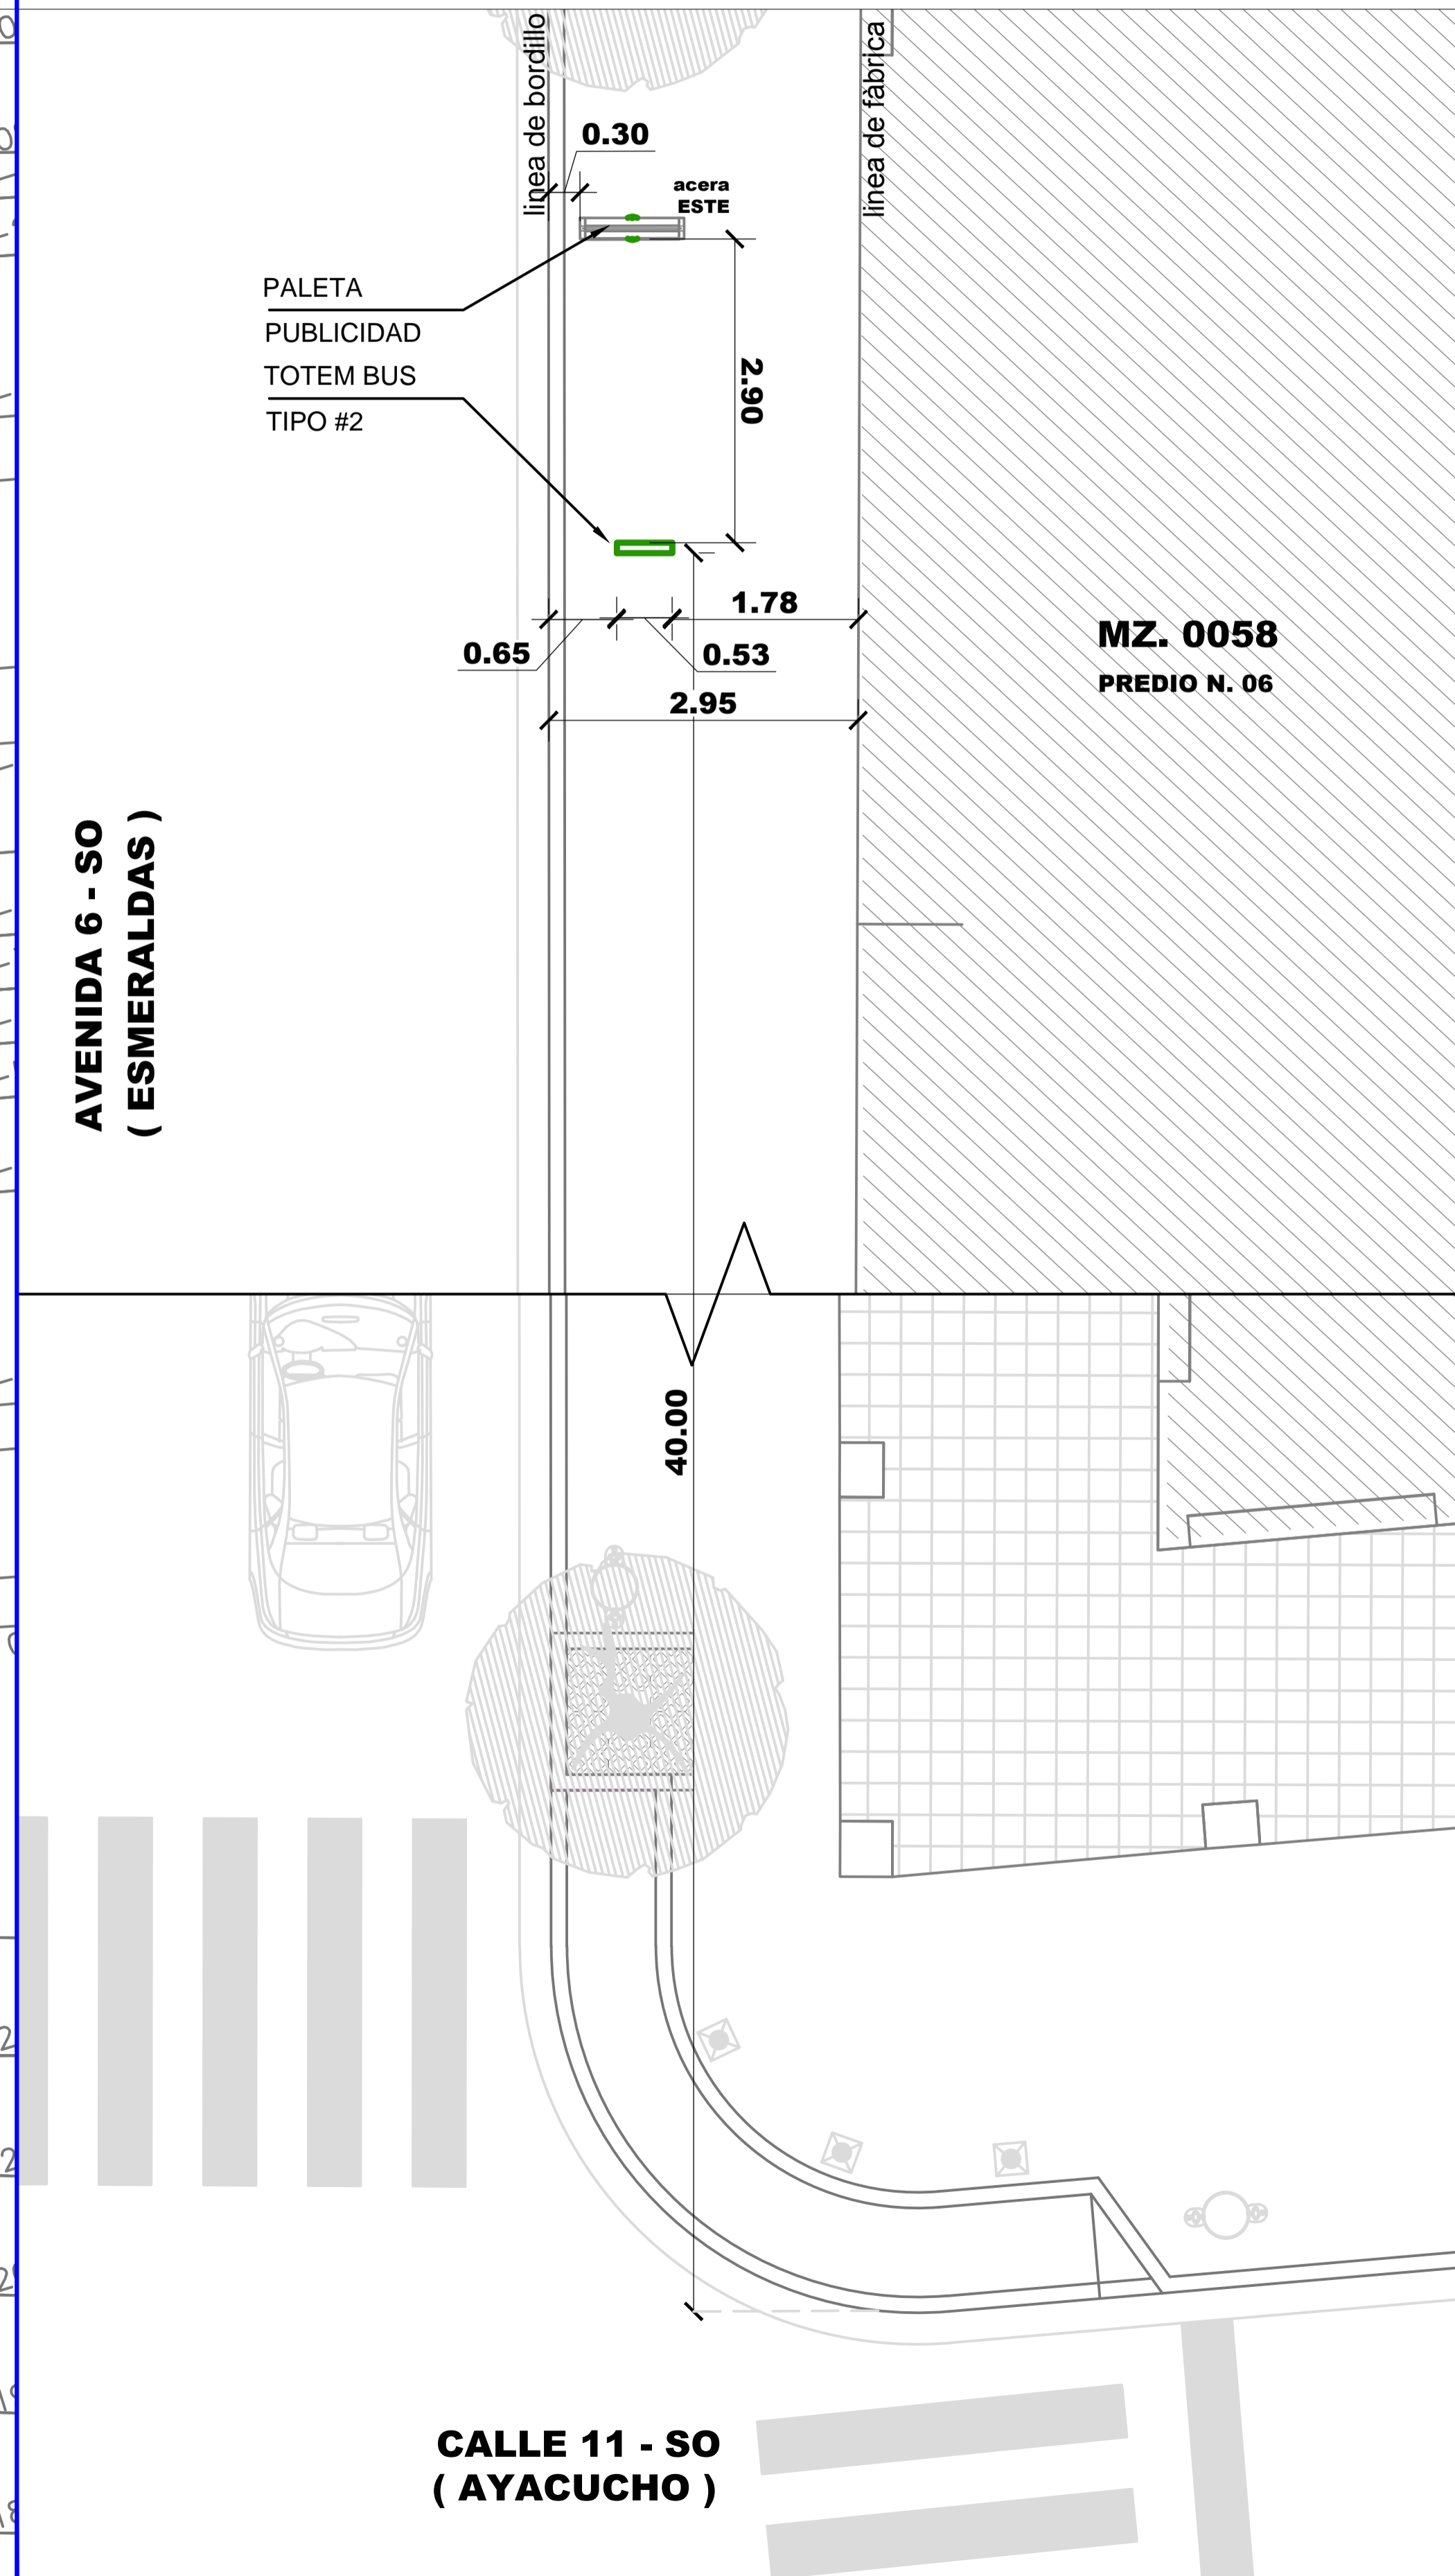 linea de bordillo
linea de fàbrica
0.30
acera
ESTE
PALETA
PUBLICIDAD
TOTEM BUS
TIPO #2
2.90
1.78
0.65
0.53
2.95
MZ. 0058
PREDIO N. 06
AVENIDA 6 - SO
( ESMERALDAS )
40.00
CALLE 11 - SO
( AYACUCHO )